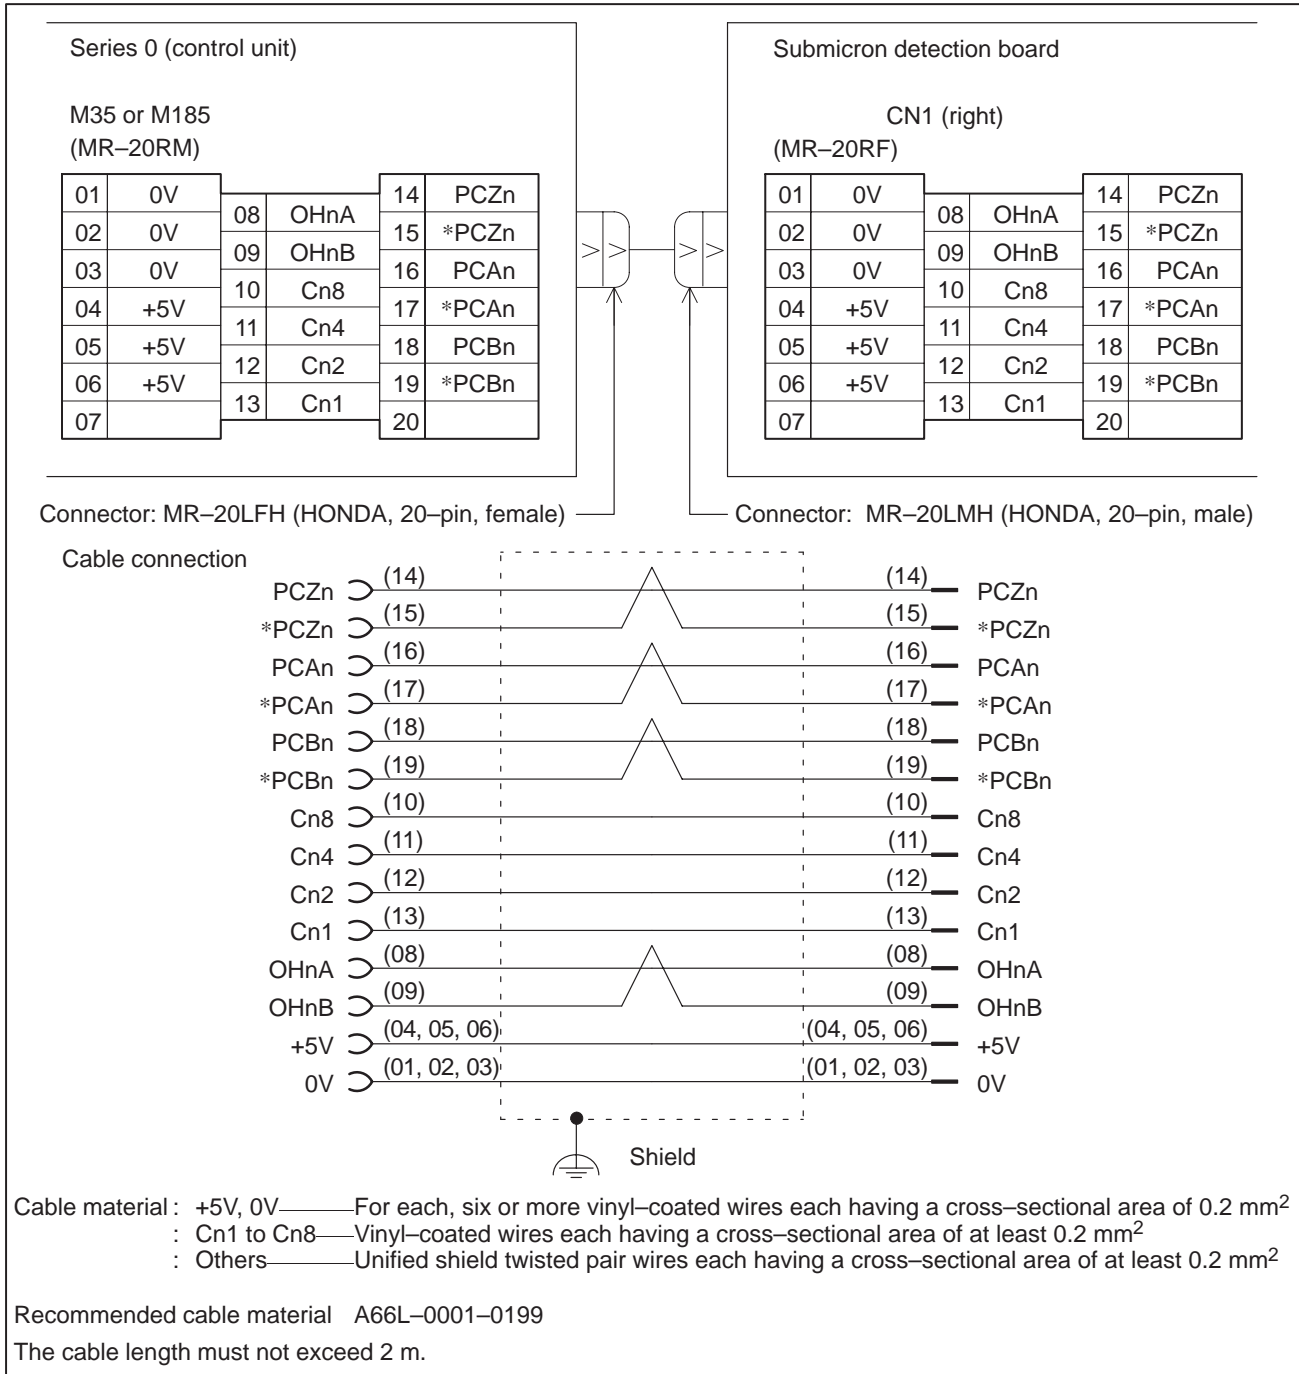 Series 0 (control unit)
Submicron detection board
M35 or M185
(MR–20RM)
CN1 (right)
(MR–20RF)
01 0V
02 0V
03 0V
04 +5V
05 +5V
06 +5V
07
08 OHnA
09 OHnB
10 Cn8
11 Cn4
12 Cn2
13 Cn1
14 PCZn
15 *PCZn
16 PCAn
17 *PCAn
18 PCBn
19 *PCBn
20
01 0V
02 0V
03 0V
04 +5V
05 +5V
06 +5V
07
08 OHnA
09 OHnB
10 Cn8
11 Cn4
12 Cn2
13 Cn1
14 PCZn
15 *PCZn
16 PCAn
17 *PCAn
18 PCBn
19 *PCBn
20
Connector: MR–20LFH (HONDA, 20–pin, female)
Connector: MR–20LMH (HONDA, 20–pin, male)
Cable connection
PCZn (14) (14) PCZn
*PCZn (15) (15) *PCZn
PCAn (16) (16) PCAn
*PCAn (17) (17) *PCAn
PCBn (18) (18) PCBn
*PCBn (19) (19) *PCBn
Cn8 (10) (10) Cn8
Cn4 (11) (11) Cn4
Cn2 (12) (12) Cn2
Cn1 (13) (13) Cn1
OHnA (08) (08) OHnA
OHnB (09) (09) OHnB
+5V (04, 05, 06) (04, 05, 06) +5V
0V (01, 02, 03) (01, 02, 03) 0V
Shield
Cable material : +5V, 0V For each, six or more vinyl–coated wires each having a cross–sectional area of 0.2 mm2
: Cn1 to Cn8 Vinyl–coated wires each having a cross–sectional area of at least 0.2 mm2
: Others Unified shield twisted pair wires each having a cross–sectional area of at least 0.2 mm2
Recommended cable material A66L–0001–0199
The cable length must not exceed 2 m.